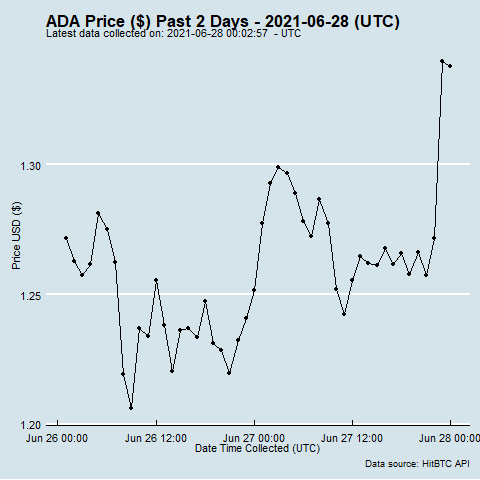 ADA Price ($) Past 2 Days - 2021-06-28 (UTC)
Latest data collected on: 2021-06-28 00:02:57 - UTC
Price USD ($)
1.30
1.25
1.20
Jun 26 00:00 Jun 26 12:00 Jun 27 00:00 Jun 27 12:00 Jun 28 00:00
Date Time Collected (UTC)
Data source: HitBTC API